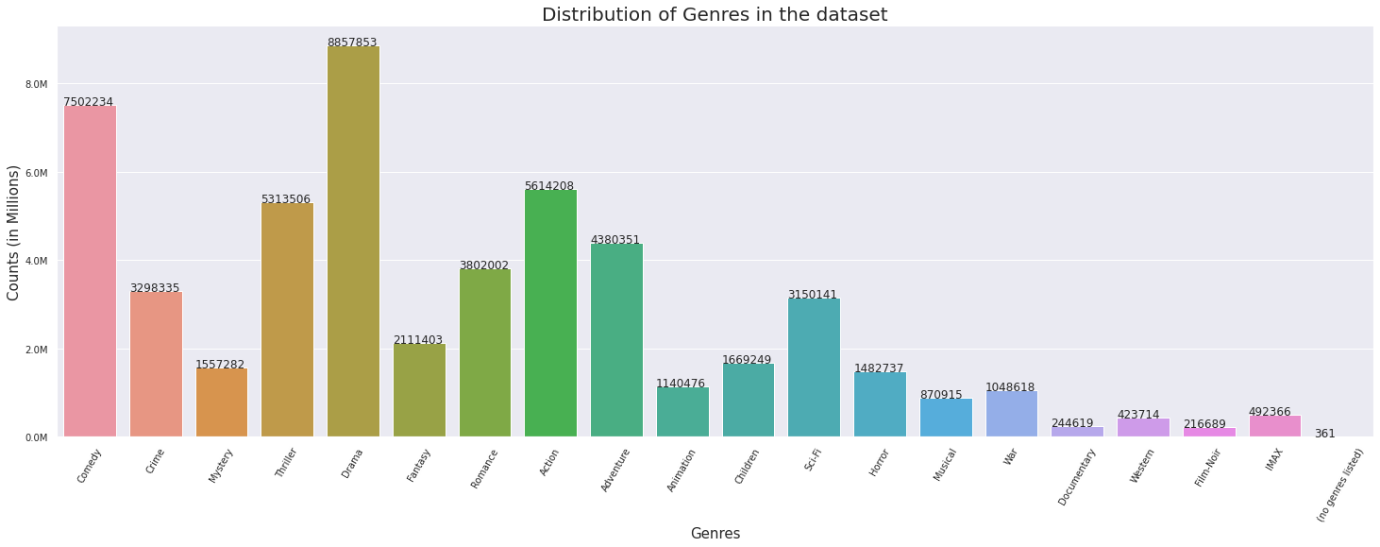 Distribution of Genres in the dataset
Counts (in Millions)
8.0M
6.0M
4.0M
2.0M
0.0M
7502234
3298335
1557282
5313506
8857853
2111403
3802002
5614208
4380351
1140476
1669249
3150141
1482737
870915
1048618
244619
423714
216689
492366
361
Comedy
Crime
Mystery
Thriller
Drama
Fantasy
Romance
Action
Adventure
Animation
Children
Sci-Fi
Horror
Musical
War
Documentary
Western
Film-Noir
IMAX
(no genres listed)
Genres